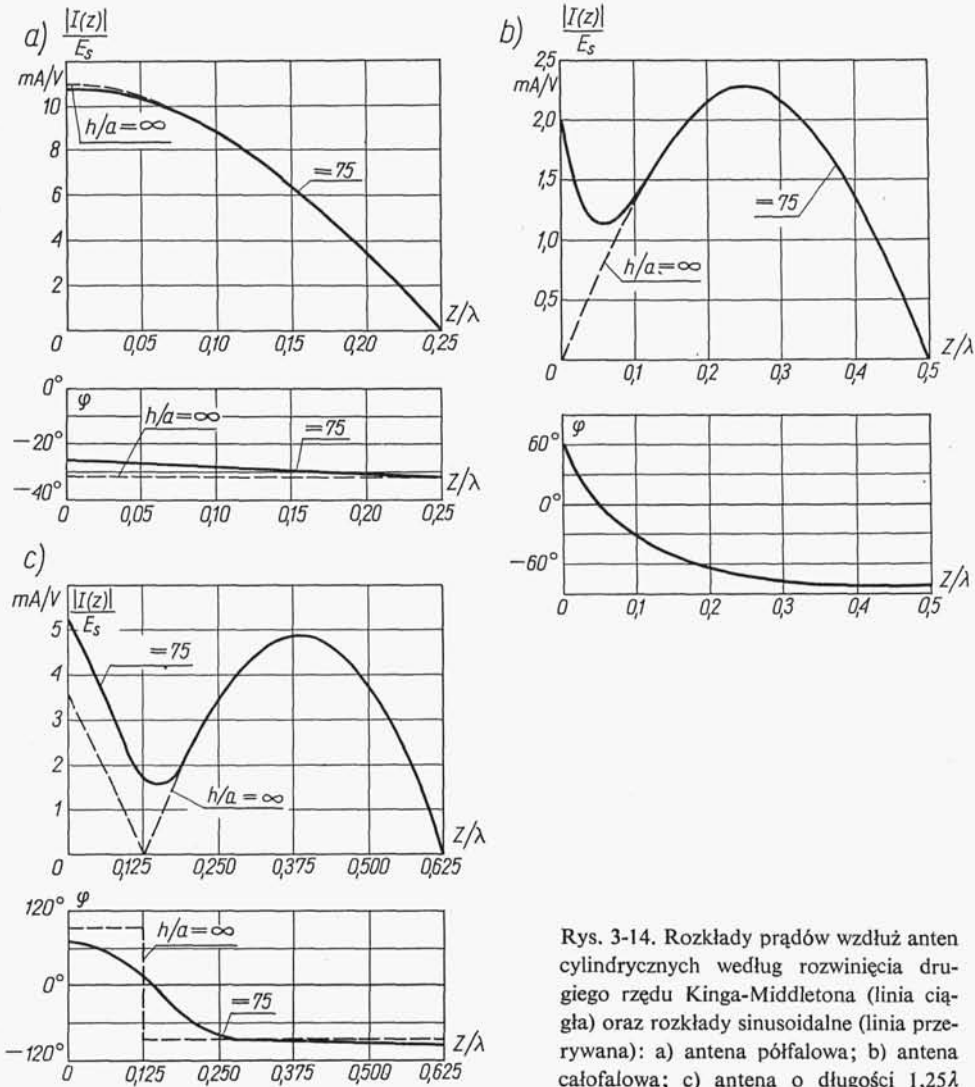 a) |I(z)|
E_s
mA/V
10
8
6
4
2
0
h/a = ∞
= 75
Z/λ
0,05 0,10 0,15 0,20 0,25
0°
−20°
−40°
φ
h/a = ∞
= 75
Z/λ
0 0,05 0,10 0,15 0,20 0,25
b) |I(z)|
E_s
2,5
mA/V
2,0
1,5
1,0
0,5
0
= 75
h/a = ∞
Z/λ
0,1 0,2 0,3 0,4 0,5
φ
60°
0°
−60°
Z/λ
0 0,1 0,2 0,3 0,4 0,5
c)
mA/V |I(z)|
E_s
5
4
3
2
1
0
= 75
h/a = ∞
Z/λ
0,125 0,250 0,375 0,500 0,625
120° φ
0°
−120°
h/a = ∞
= 75
Z/λ
0 0,125 0,250 0,375 0,500 0,625
Rys. 3-14. Rozkłady prądów wzdłuż anten
cylindrycznych według rozwinięcia dru-
giego rzędu Kinga-Middletona (linia cią-
gła) oraz rozkłady sinusoidalne (linia prze-
rywana): a) antena półfalowa; b) antena
całofalowa; c) antena o długości 1,25λ